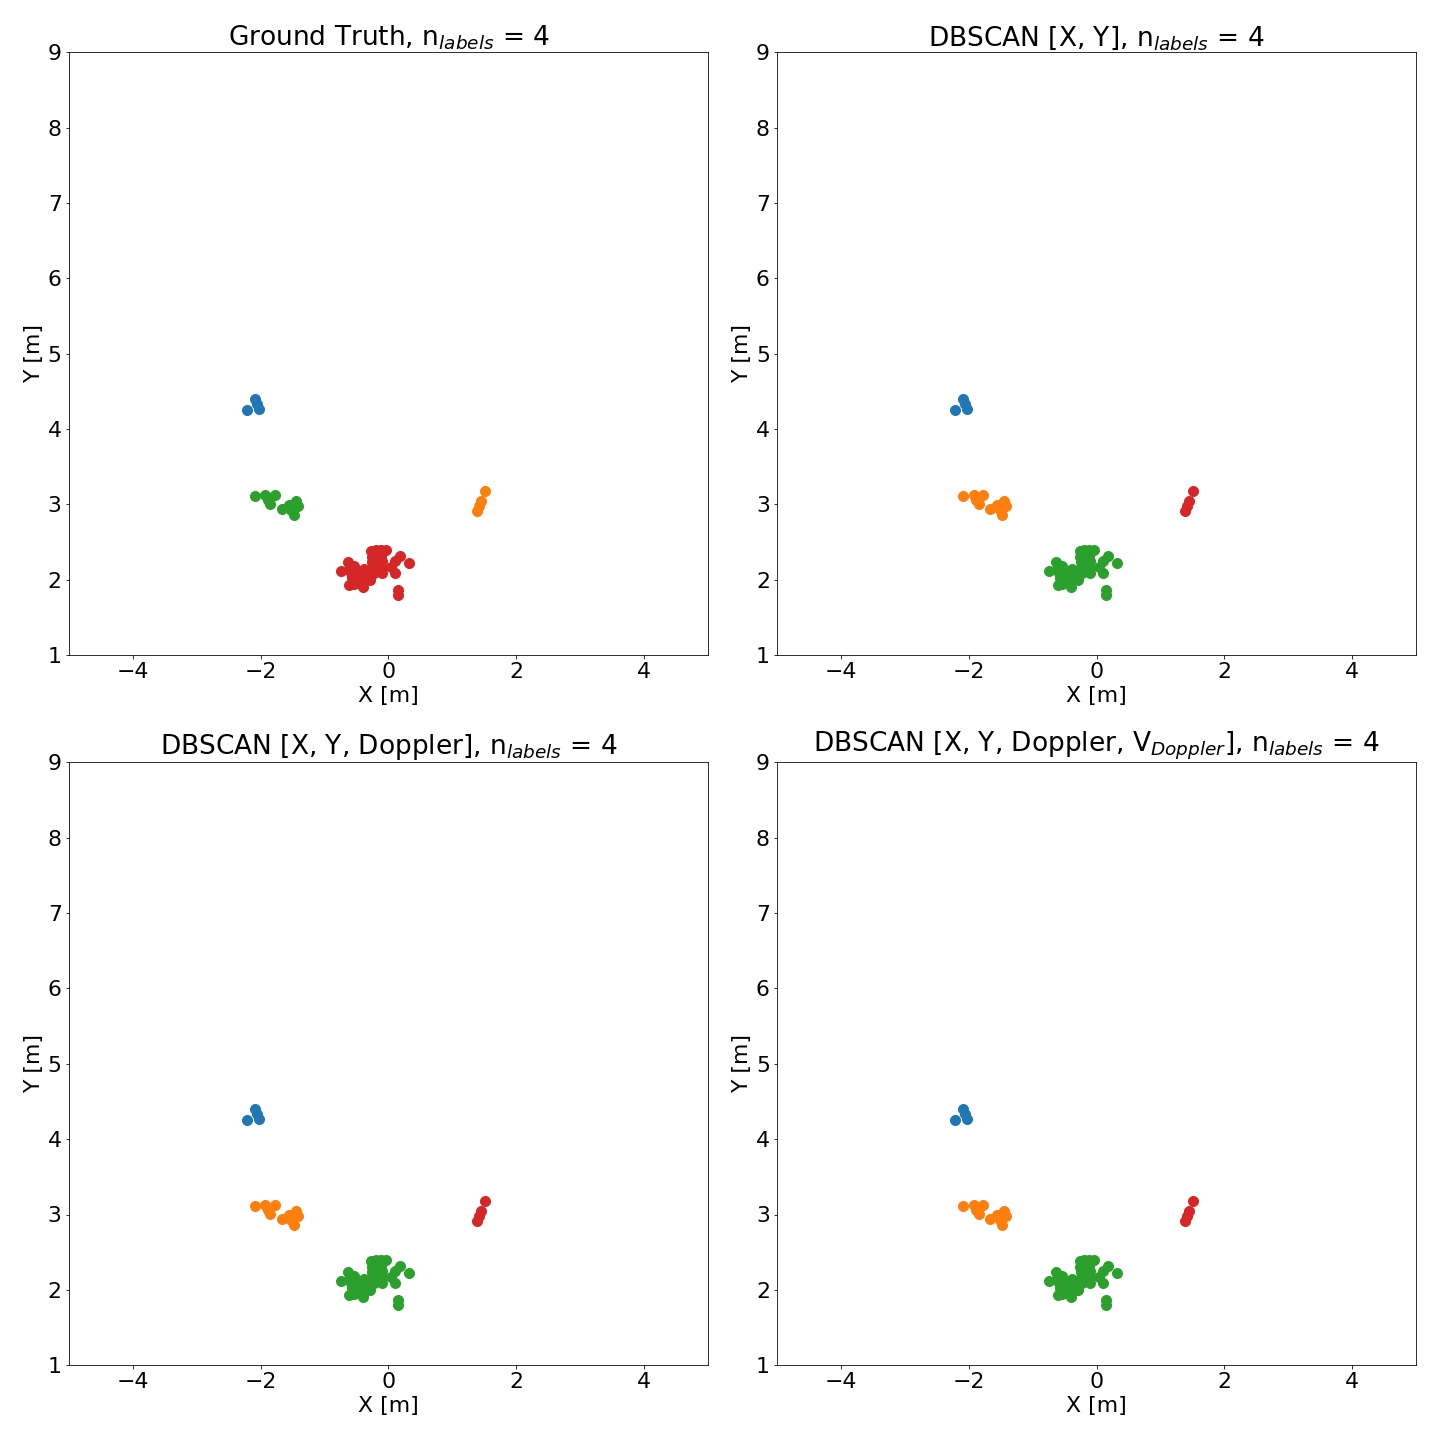 Ground Truth, n_labels = 4
9
8
7
6
5
4
3
2
1
Y [m]
−4 −2 0 2 4
X [m]
DBSCAN [X, Y], n_labels = 4
9
8
7
6
5
4
3
2
1
Y [m]
−4 −2 0 2 4
X [m]
DBSCAN [X, Y, Doppler], n_labels = 4
9
8
7
6
5
4
3
2
1
Y [m]
−4 −2 0 2 4
X [m]
DBSCAN [X, Y, Doppler, V_Doppler], n_labels = 4
9
8
7
6
5
4
3
2
1
Y [m]
−4 −2 0 2 4
X [m]